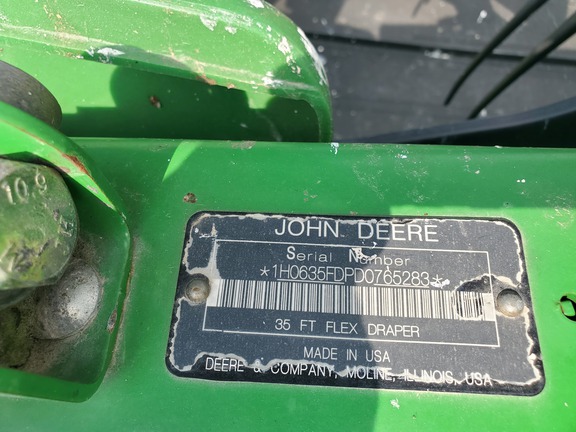 10.9
JOHN DEERE
Serial Number
*1H0635FDPD0765283*
35 FT FLEX DRAPER
MADE IN USA
DEERE & COMPANY, MOLINE, ILLINOIS, USA